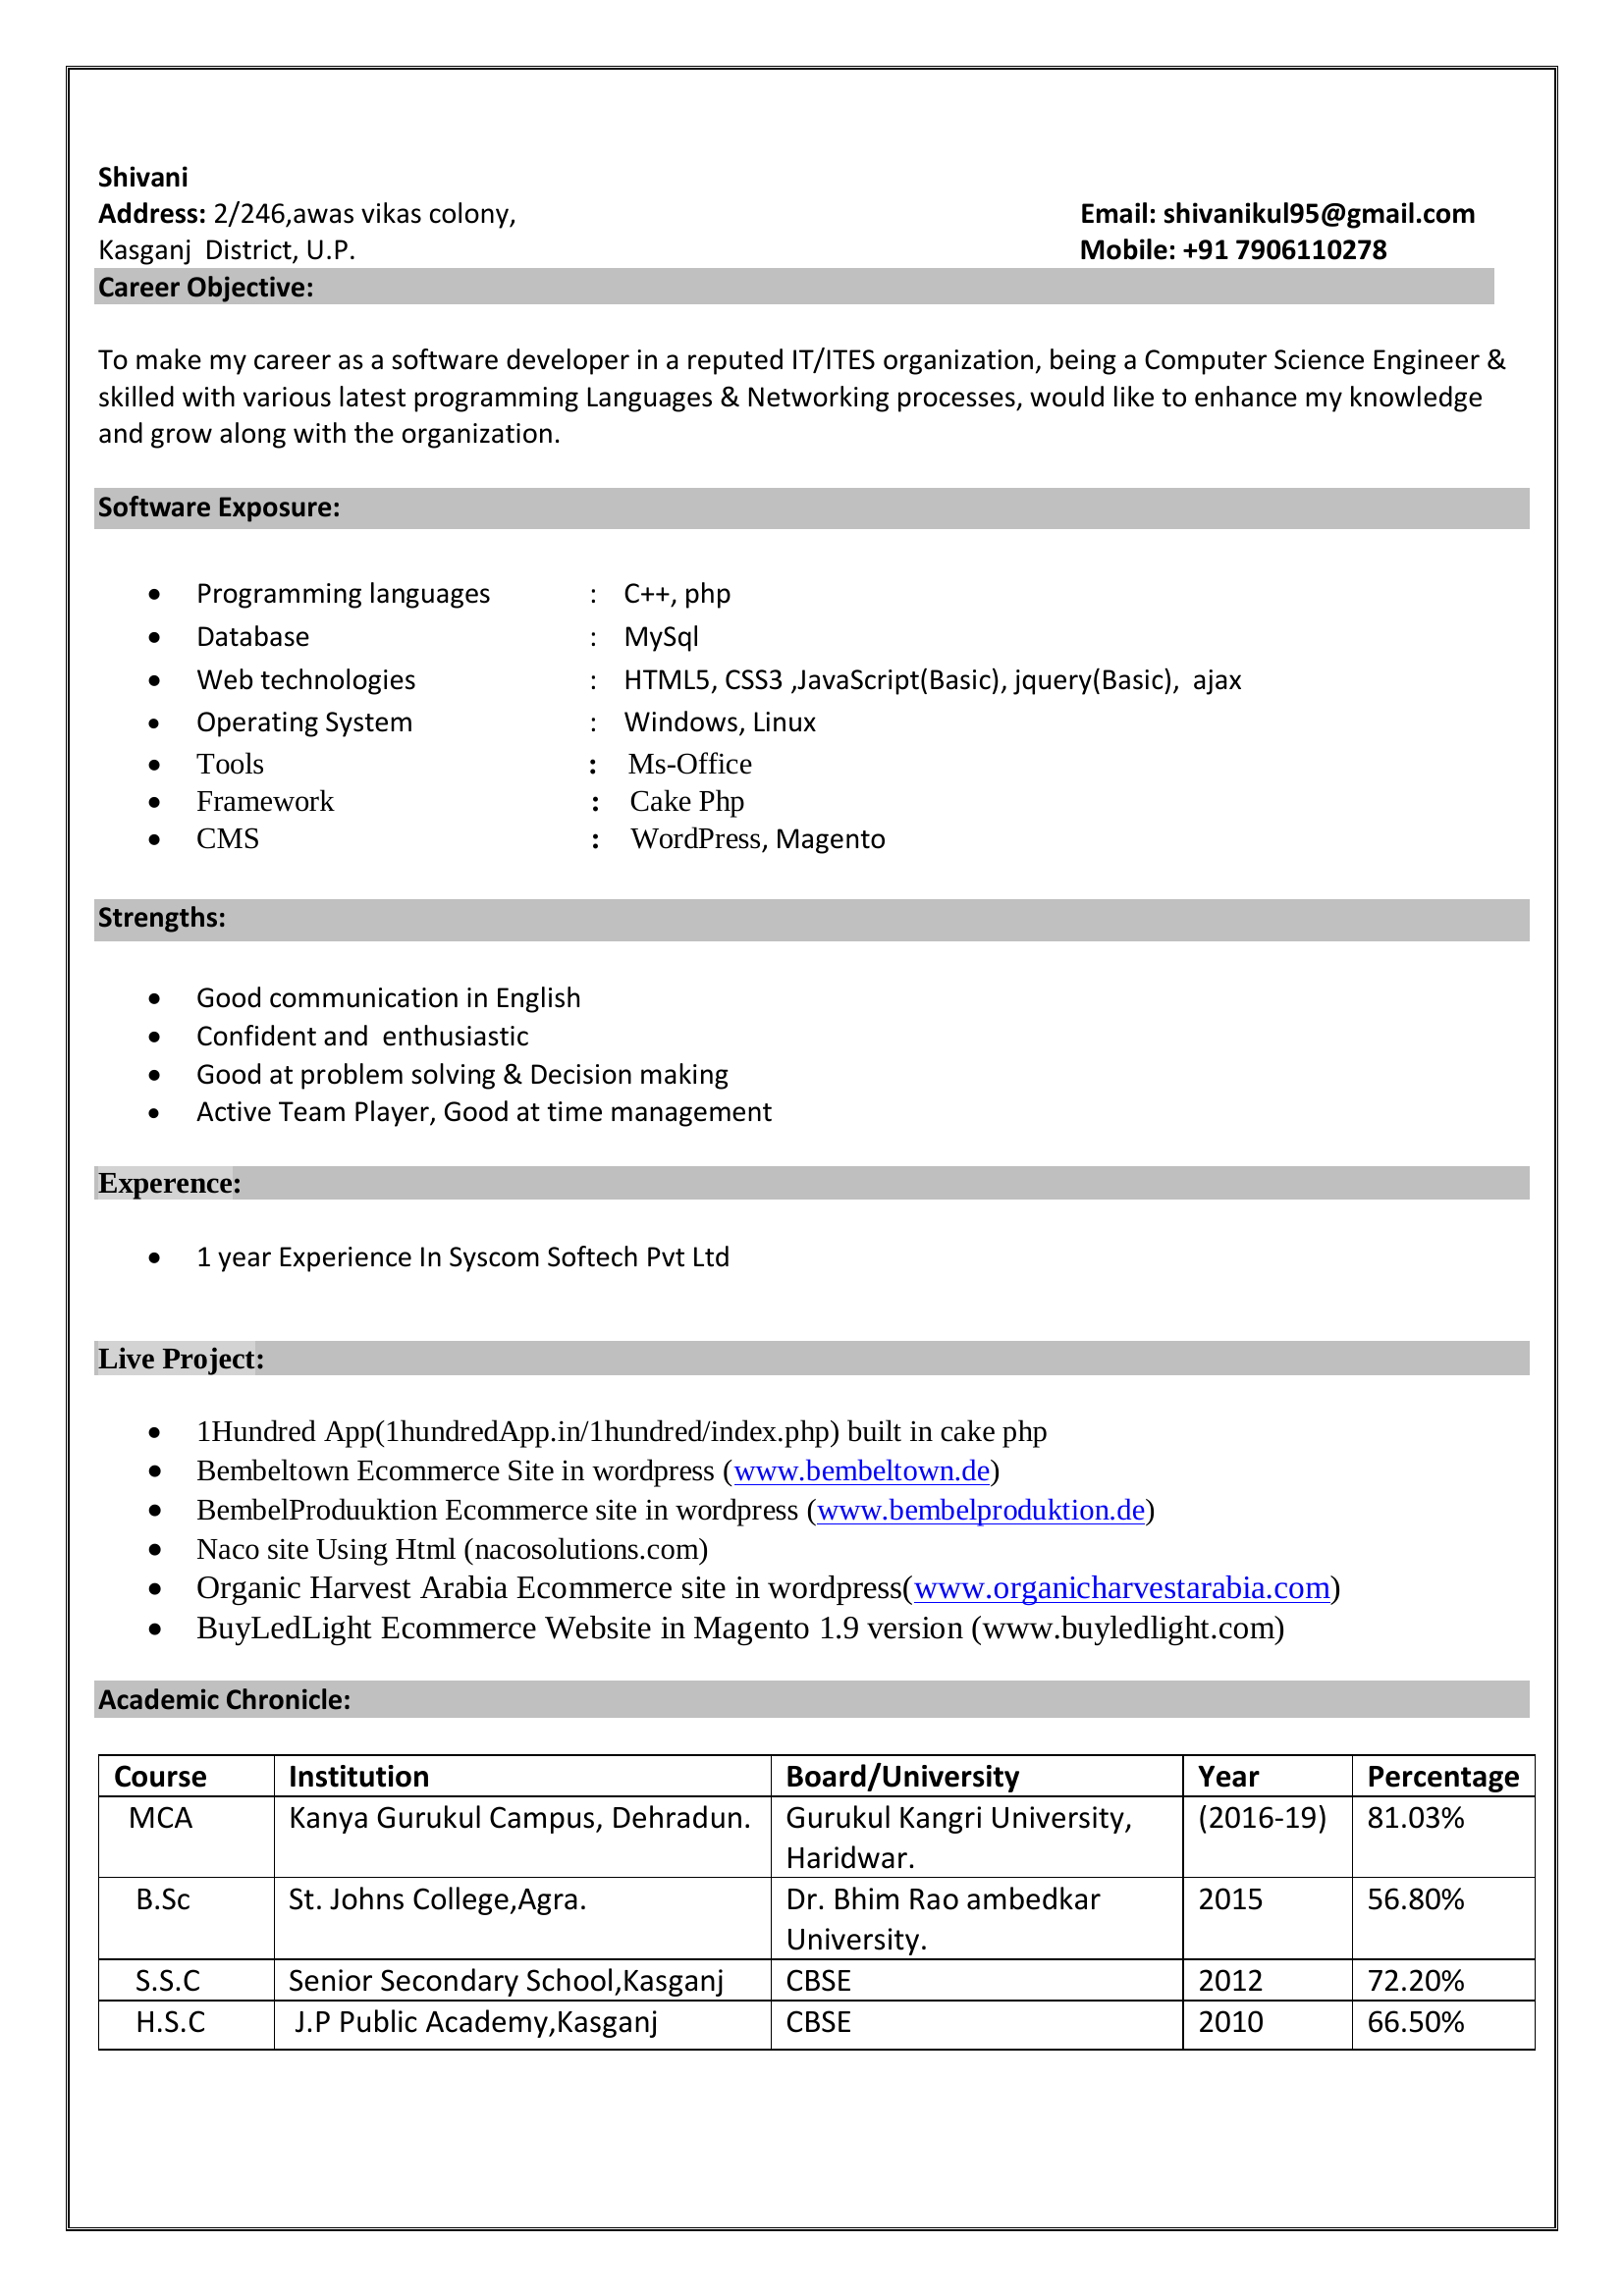 Shivani
Address: 2/246,awas vikas colony, Email: shivanikul95@gmail.com
Kasganj  District, U.P. Mobile: +91 7906110278
Career Objective:
To make my career as a software developer in a reputed IT/ITES organization, being a Computer Science Engineer &
skilled with various latest programming Languages & Networking processes, would like to enhance my knowledge
and grow along with the organization.
Software Exposure:
• Programming languages : C++, php
• Database : MySql
• Web technologies : HTML5, CSS3 ,JavaScript(Basic), jquery(Basic),  ajax
• Operating System : Windows, Linux
• Tools : Ms-Office
• Framework : Cake Php
• CMS : WordPress, Magento
Strengths:
• Good communication in English
• Confident and  enthusiastic
• Good at problem solving & Decision making
• Active Team Player, Good at time management
Experence:
• 1 year Experience In Syscom Softech Pvt Ltd
Live Project:
• 1Hundred App(1hundredApp.in/1hundred/index.php) built in cake php
• Bembeltown Ecommerce Site in wordpress (www.bembeltown.de)
• BembelProduuktion Ecommerce site in wordpress (www.bembelproduktion.de)
• Naco site Using Html (nacosolutions.com)
• Organic Harvest Arabia Ecommerce site in wordpress(www.organicharvestarabia.com)
• BuyLedLight Ecommerce Website in Magento 1.9 version (www.buyledlight.com)
Academic Chronicle:
Course Institution Board/University Year Percentage
MCA Kanya Gurukul Campus, Dehradun. Gurukul Kangri University, (2016-19) 81.03%
Haridwar.
B.Sc St. Johns College,Agra. Dr. Bhim Rao ambedkar 2015 56.80%
University.
S.S.C Senior Secondary School,Kasganj CBSE 2012 72.20%
H.S.C J.P Public Academy,Kasganj CBSE 2010 66.50%